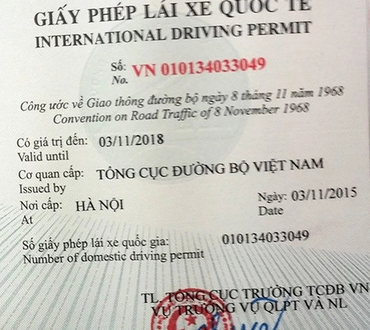 GIẤY PHÉP LÁI XE QUỐC TẾ
INTERNATIONAL DRIVING PERMIT
Số: VN 010134033049
No.
Công ước về Giao thông đường bộ ngày 8 tháng 11 năm 1968
Convention on Road Traffic of 8 November 1968
Có giá trị đến: 03/11/2018
Valid until
Cơ quan cấp: TỔNG CỤC ĐƯỜNG BỘ VIỆT NAM
Issued by
Nơi cấp: HÀ NỘI Ngày: 03/11/2015
At Date
Số giấy phép lái xe quốc gia: 010134033049
Number of domestic driving permit
TL. TỔNG CỤC TRƯỞNG TCĐB VN
VỤ TRƯỞNG VỤ QLPT VÀ NL